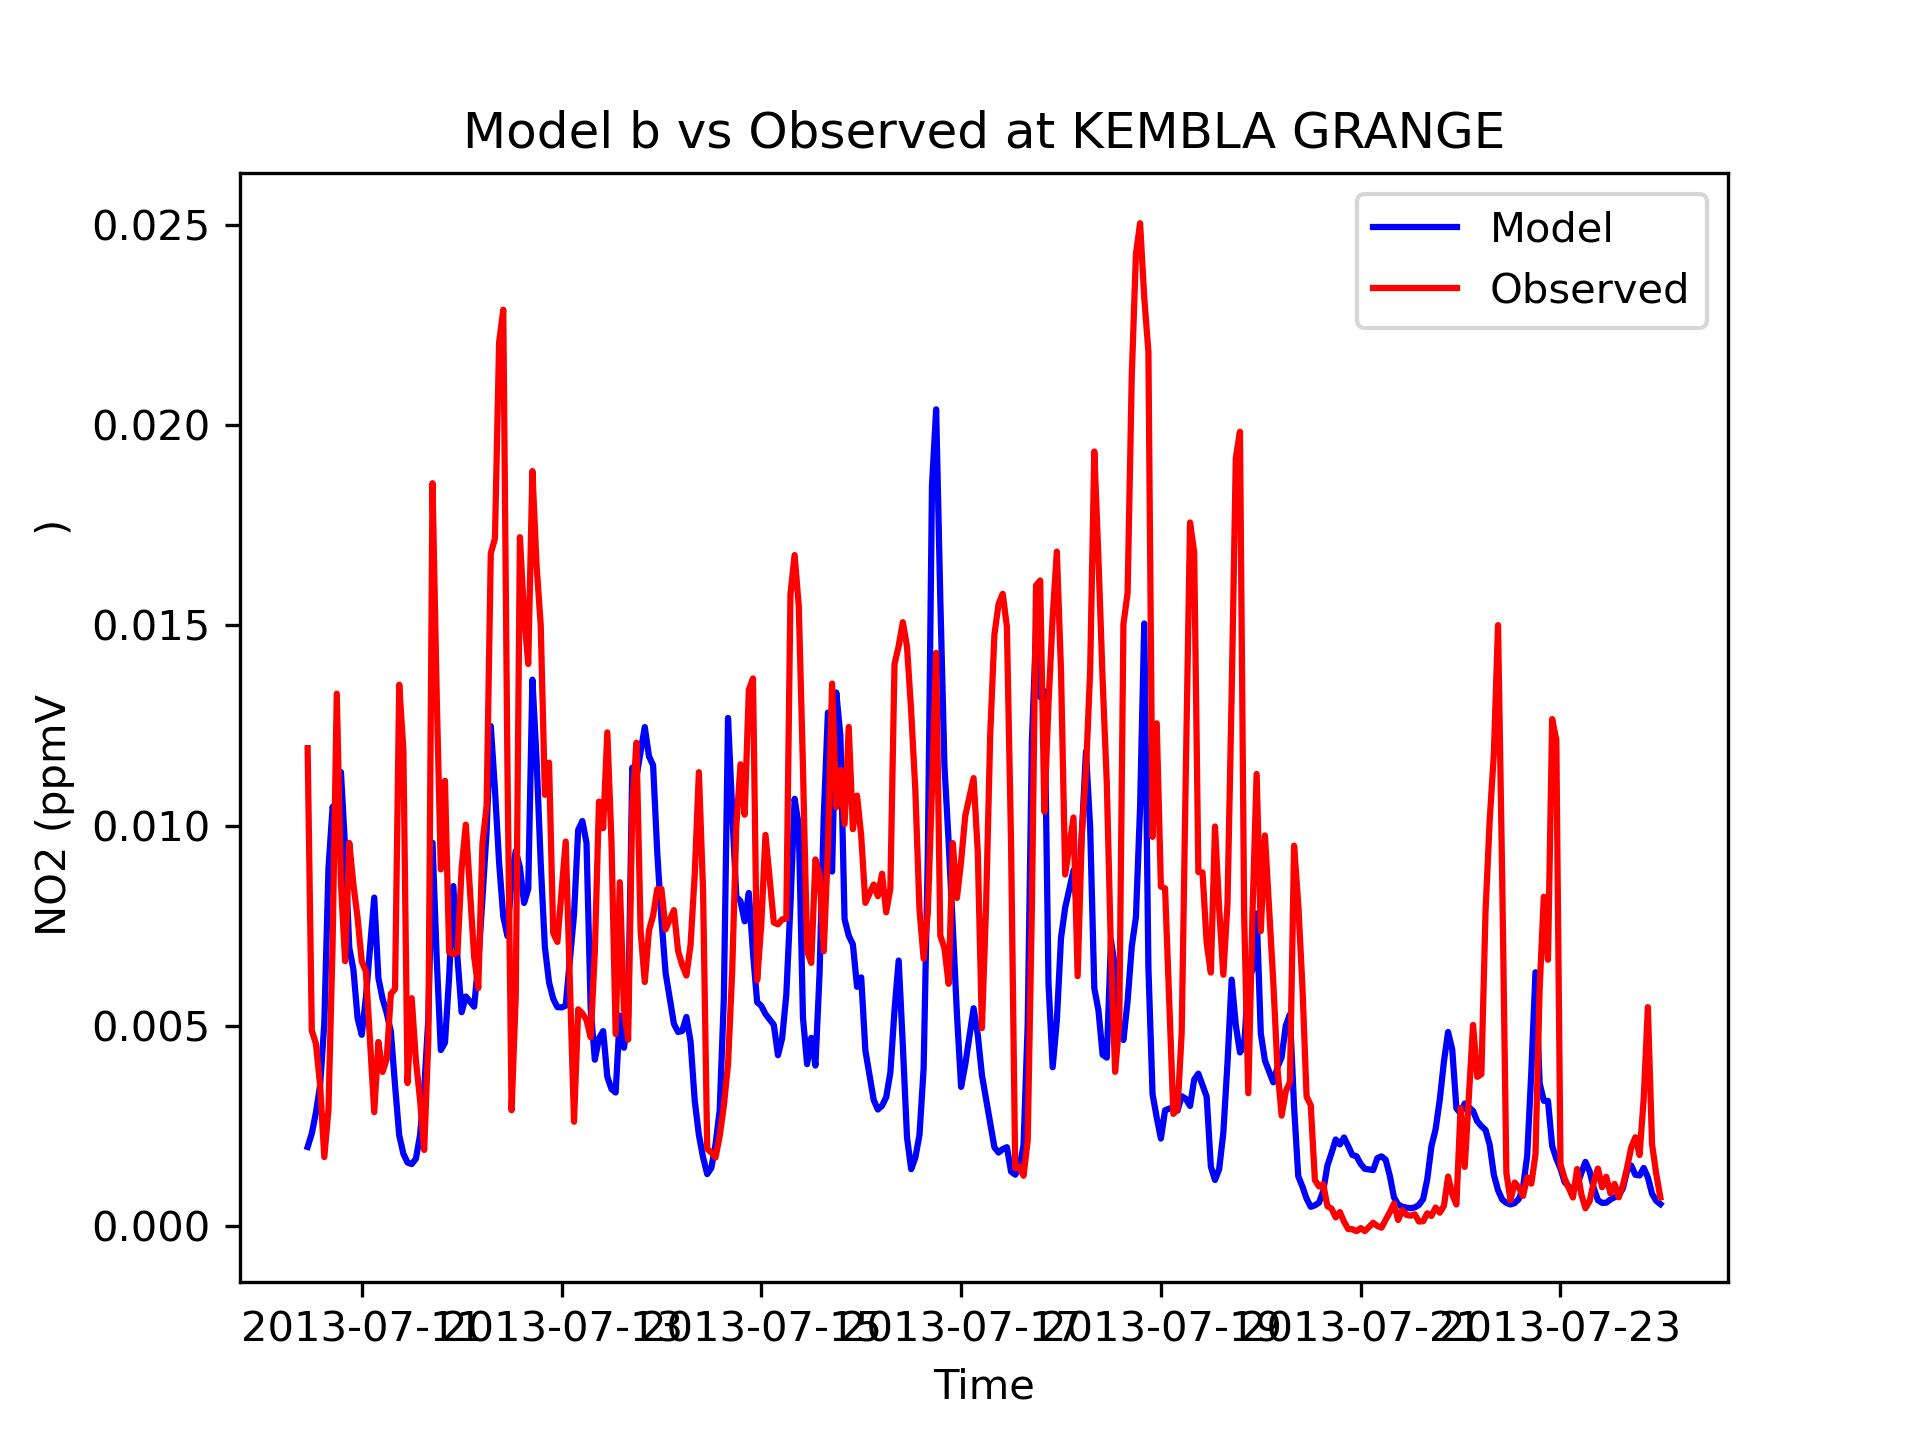 Model b vs Observed at KEMBLA GRANGE
Model
Observed
0.025
0.020
0.015
0.010
0.005
0.000
NO2 (ppmV )
2013-07-11
2013-07-13
2013-07-15
2013-07-17
2013-07-19
2013-07-21
2013-07-23
Time